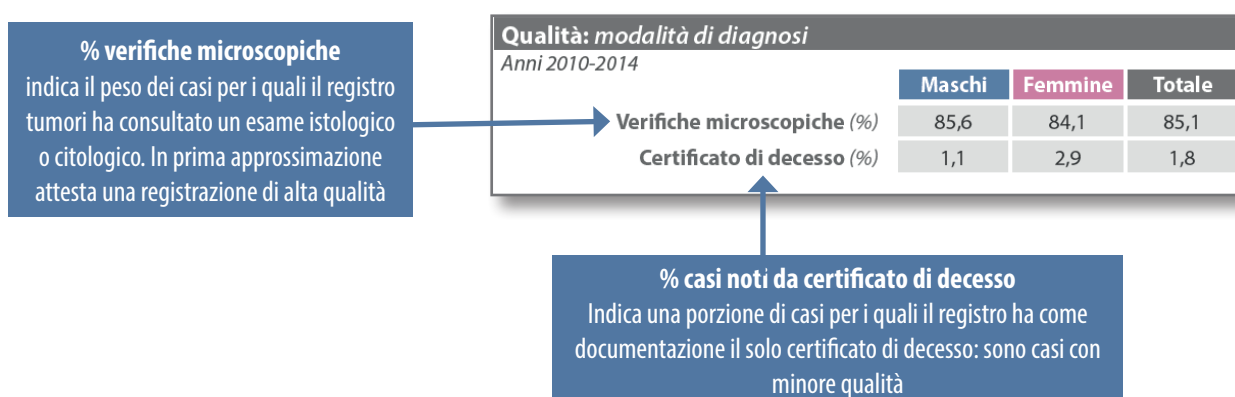 % verifiche microscopiche
indica il peso dei casi per i quali il registro
tumori ha consultato un esame istologico
o citologico. In prima approssimazione
attesta una registrazione di alta qualità
Qualità: modalità di diagnosi
Anni 2010-2014
Maschi Femmine Totale
Verifiche microscopiche (%) 85,6 84,1 85,1
Certificato di decesso (%) 1,1 2,9 1,8
% casi noti da certificato di decesso
Indica una porzione di casi per i quali il registro ha come
documentazione il solo certificato di decesso: sono casi con
minore qualità